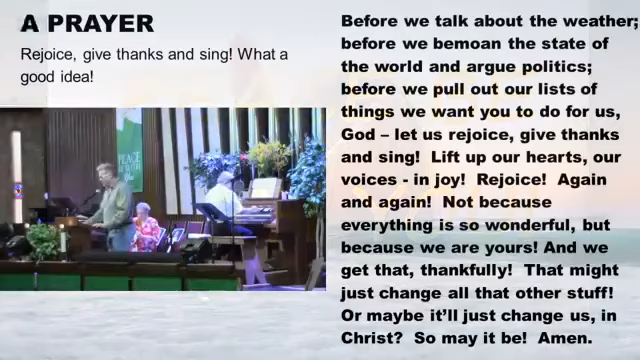 A PRAYER
Rejoice, give thanks and sing! What a
good idea!
PEACE
Before we talk about the weather;
before we bemoan the state of
the world and argue politics;
before we pull out our lists of
things we want you to do for us,
God – let us rejoice, give thanks
and sing!  Lift up our hearts, our
voices - in joy!  Rejoice!  Again
and again!  Not because
everything is so wonderful, but
because we are yours! And we
get that, thankfully!  That might
just change all that other stuff!
Or maybe it'll just change us, in
Christ?  So may it be!  Amen.